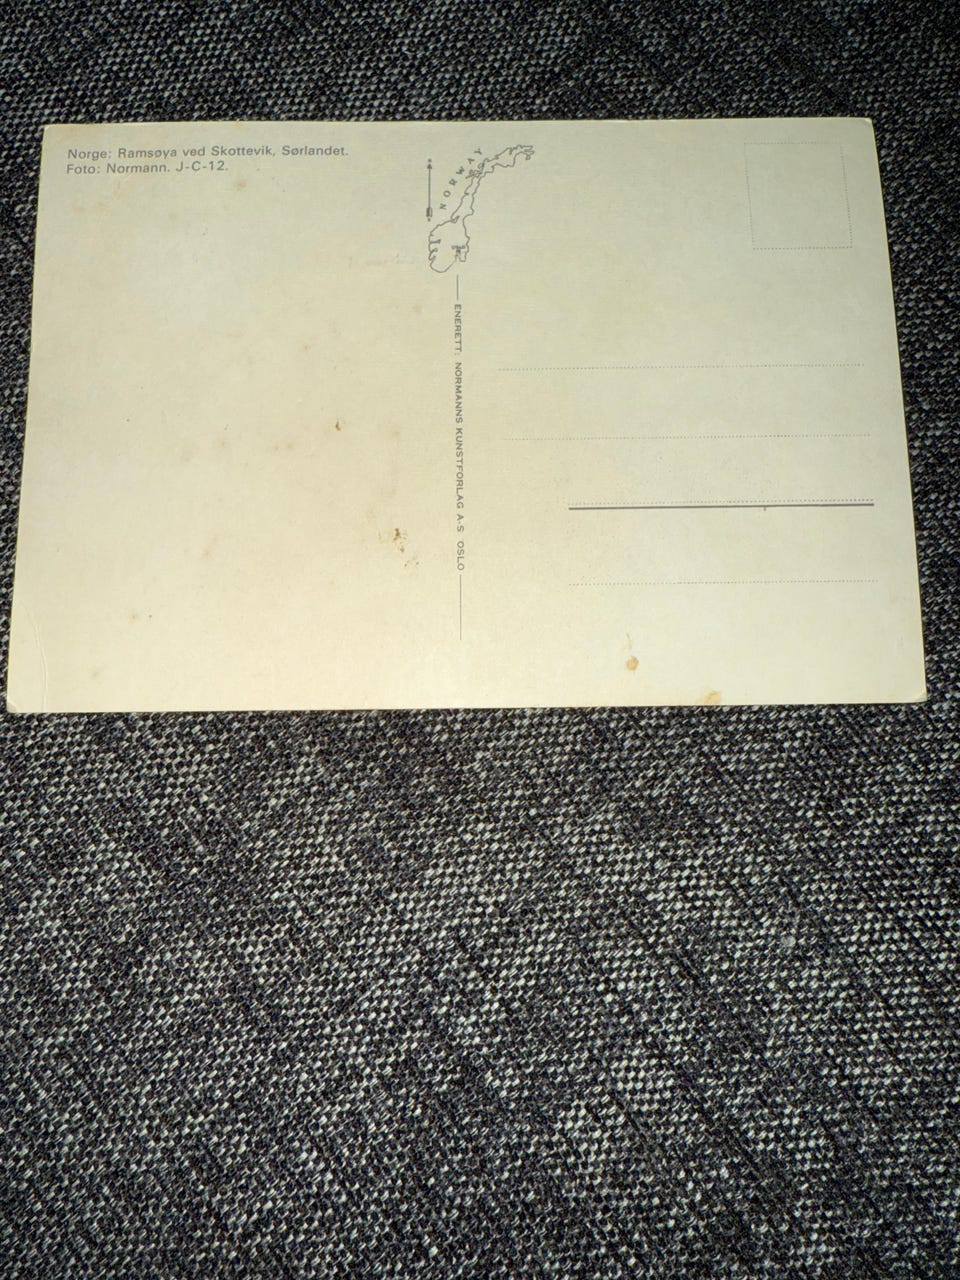 Norge: Ramsøya ved Skottevik, Sørlandet.
Foto: Normann. J-C-12.
NORWAY
ENERETT: NORMANNS KUNSTFORLAG A-S OSLO